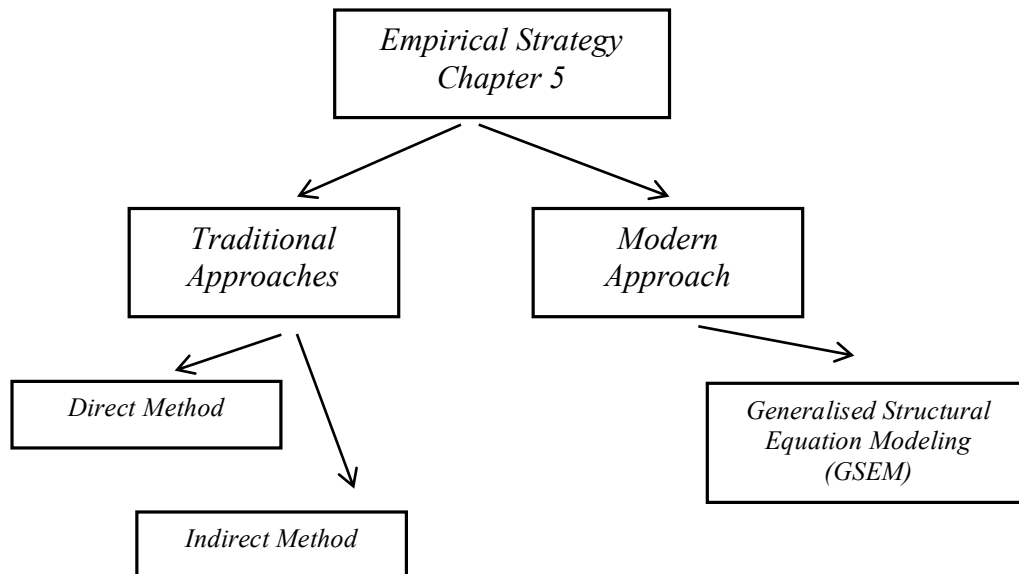 Empirical Strategy
Chapter 5
Traditional
Approaches
Modern
Approach
Direct Method
Generalised Structural
Equation Modeling
(GSEM)
Indirect Method